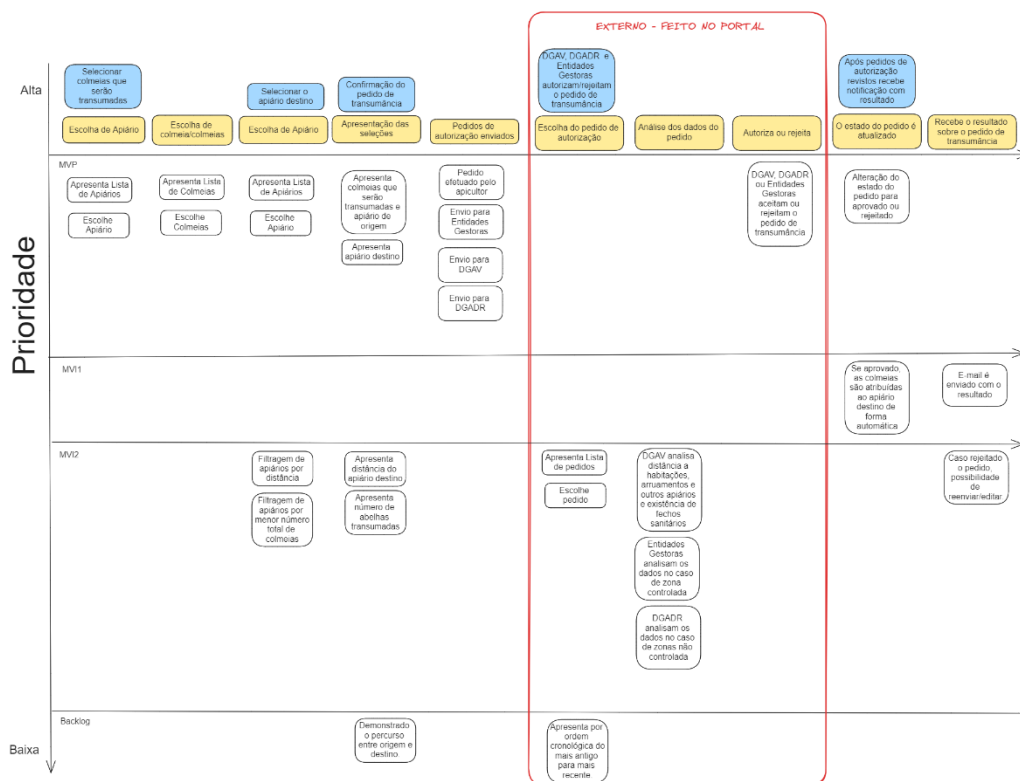 EXTERNO - FEITO NO PORTAL
Prioridade
Alta
Selecionar
colmeias que
serão
transumadas
Selecionar o
apiário destino
Confirmação do
pedido de
transumância
DGAV, DGADR e
Entidades
Gestoras
autorizam/rejeitam
o pedido de
transumância
Após pedidos de
autorização
revistos recebe
notificação com
resultado
Escolha de Apiário
Escolha de
colmeia/colmeias
Escolha de Apiário
Apresentação das
seleções
Pedidos de
autorização enviados
Escolha do pedido de
autorização
Análise dos dados do
pedido
Autoriza ou rejeita
O estado do pedido é
atualizado
Recebe o resultado
sobre o pedido de
transumância
MVP
Apresenta Lista
de Apiários
Escolhe
Apiário
Apresenta Lista
de Colmeias
Escolhe
Colmeias
Apresenta Lista
de Apiários
Escolhe
Apiário
Apresenta
colmeias que
serão
transumadas e
apiário de
origem
Apresenta
apiário destino
Pedido
efetuado pelo
apicultor
Envio para
Entidades
Gestoras
Envio para
DGAV
Envio para
DGADR
DGAV, DGADR
ou Entidades
Gestoras
aceitam ou
rejeitam o
pedido de
transumância
Alteração do
estado do
pedido para
aprovado ou
rejeitado
MVI1
Se aprovado,
as colmeias
são atribuídas
ao apiário
destino de
forma
automática
E-mail é
enviado com o
resultado
MVI2
Filtragem de
apiários por
distância
Filtragem de
apiários por
menor número
total de
colmeias
Apresenta
distância do
apiário destino
Apresenta
número de
abelhas
transumadas
Apresenta Lista
de pedidos
Escolhe
pedido
DGAV analisa
distância a
habitações,
arruamentos e
outros apiários
e existência de
fechos
sanitários
Entidades
Gestoras
analisam os
dados no caso
de zona
controlada
DGADR
analisam os
dados no caso
de zonas não
controlada
Caso rejeitado
o pedido,
possibilidade
de
reenviar/editar
Backlog
Baixa
Demonstrado
o percurso
entre origem e
destino
Apresenta por
ordem
cronológica do
mais antigo
para mais
recente